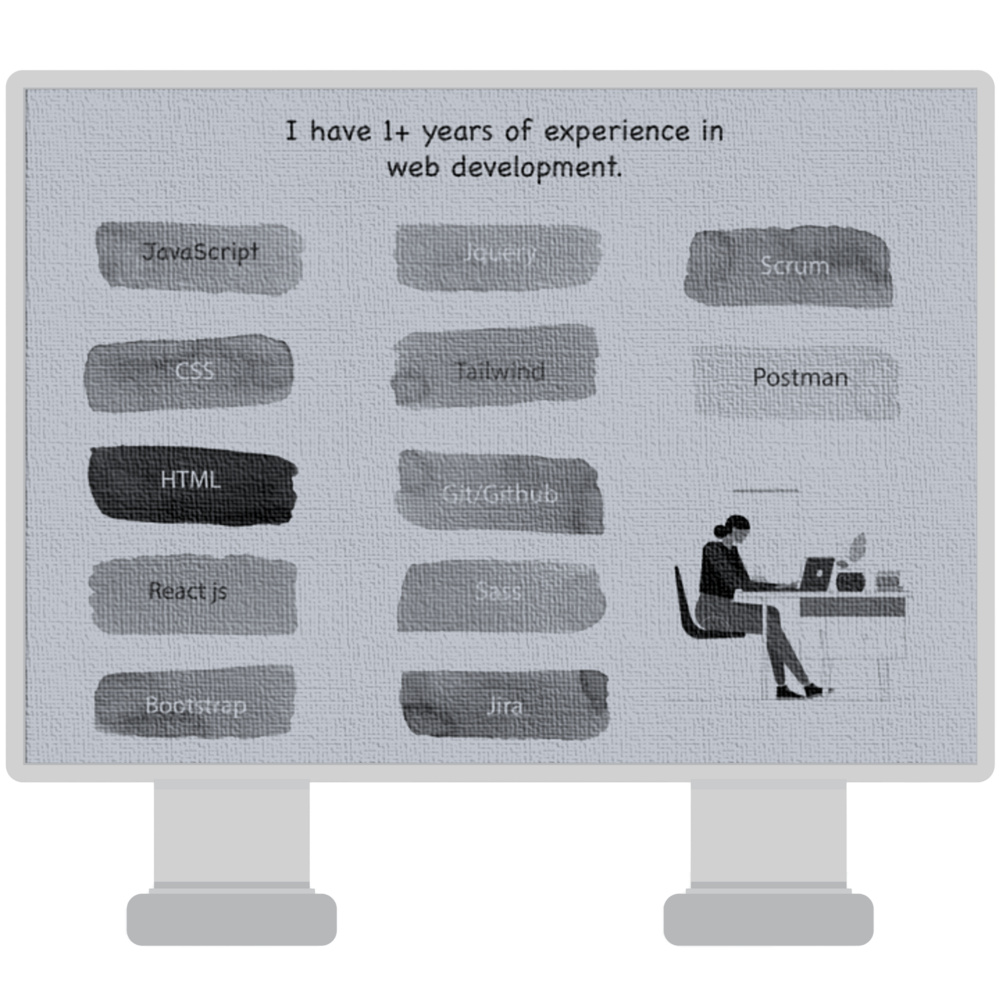 I have 1+ years of experience in
web development.
JavaScript
Jquery
Scrum
CSS
Tailwind
Postman
HTML
Git/Github
React js
Sass
Bootstrap
Jira